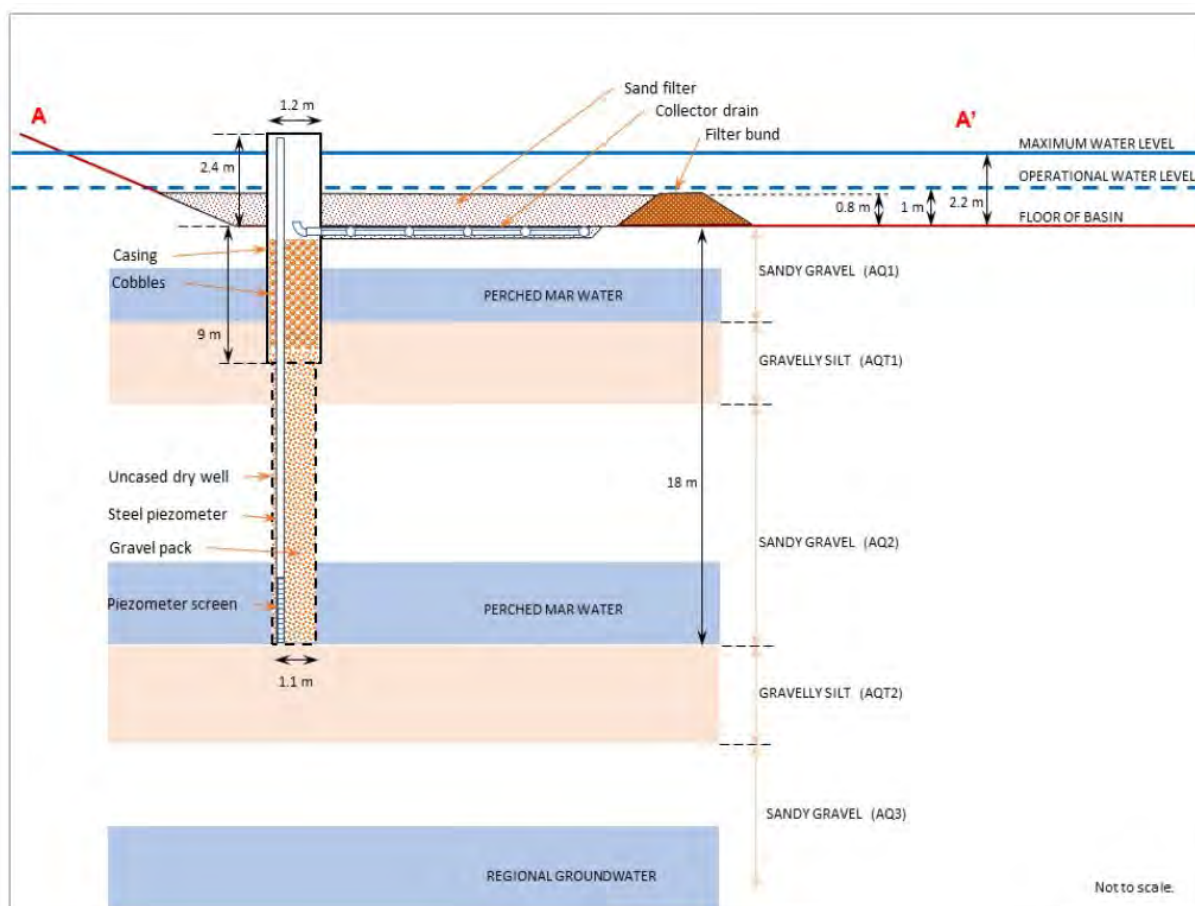 Sand filter
1.2 m
Collector drain
A
Filter bund
A'
MAXIMUM WATER LEVEL
2.4 m
OPERATIONAL WATER LEVEL
0.8 m
1 m
2.2 m
FLOOR OF BASIN
Casing
SANDY GRAVEL (AQ1)
Cobbles
PERCHED MAR WATER
9 m
GRAVELLY SILT (AQT1)
Uncased dry well
18 m
Steel piezometer
Gravel pack
SANDY GRAVEL (AQ2)
Piezometer screen
PERCHED MAR WATER
1.1 m
GRAVELLY SILT (AQT2)
SANDY GRAVEL (AQ3)
REGIONAL GROUNDWATER
Not to scale.